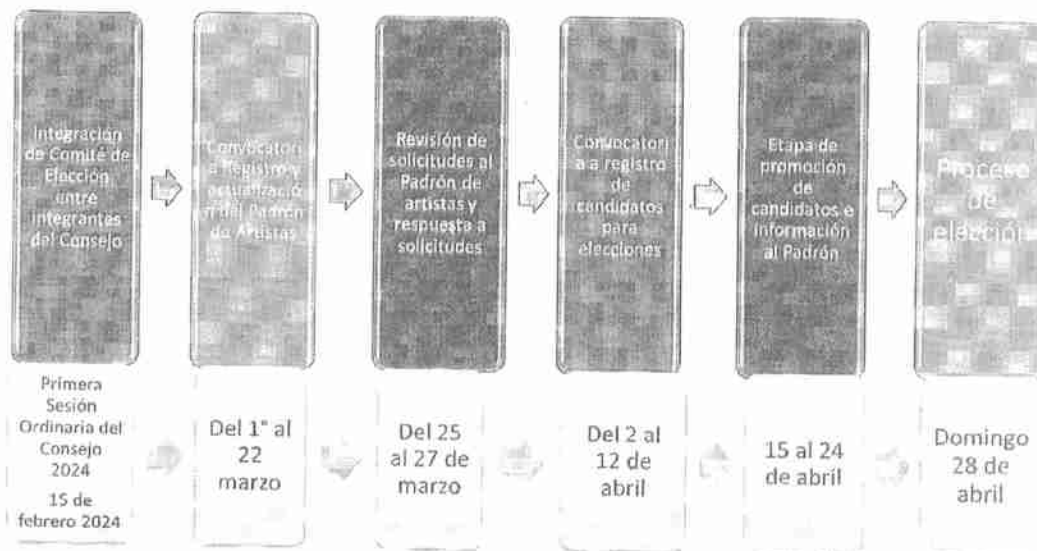 Integración
de Comité de
Elección
entre
integrantes
del Consejo
Convocatori
a Registro y
actualizació
n del Padrón
de Artistas
Revisión de
solicitudes al
Padrón de
artistas y
respuesta a
solicitudes
Convocatori
a a registro
de
candidatos
para
elecciones
Etapa de
promoción
de
candidatos e
información
al Padrón
Proceso
de
elección
Primera
Sesión
Ordinaria del
Consejo
2024
15 de
febrero 2024
Del 1° al
22
marzo
Del 25
al 27 de
marzo
Del 2 al
12 de
abril
15 al 24
de abril
Domingo
28 de
abril